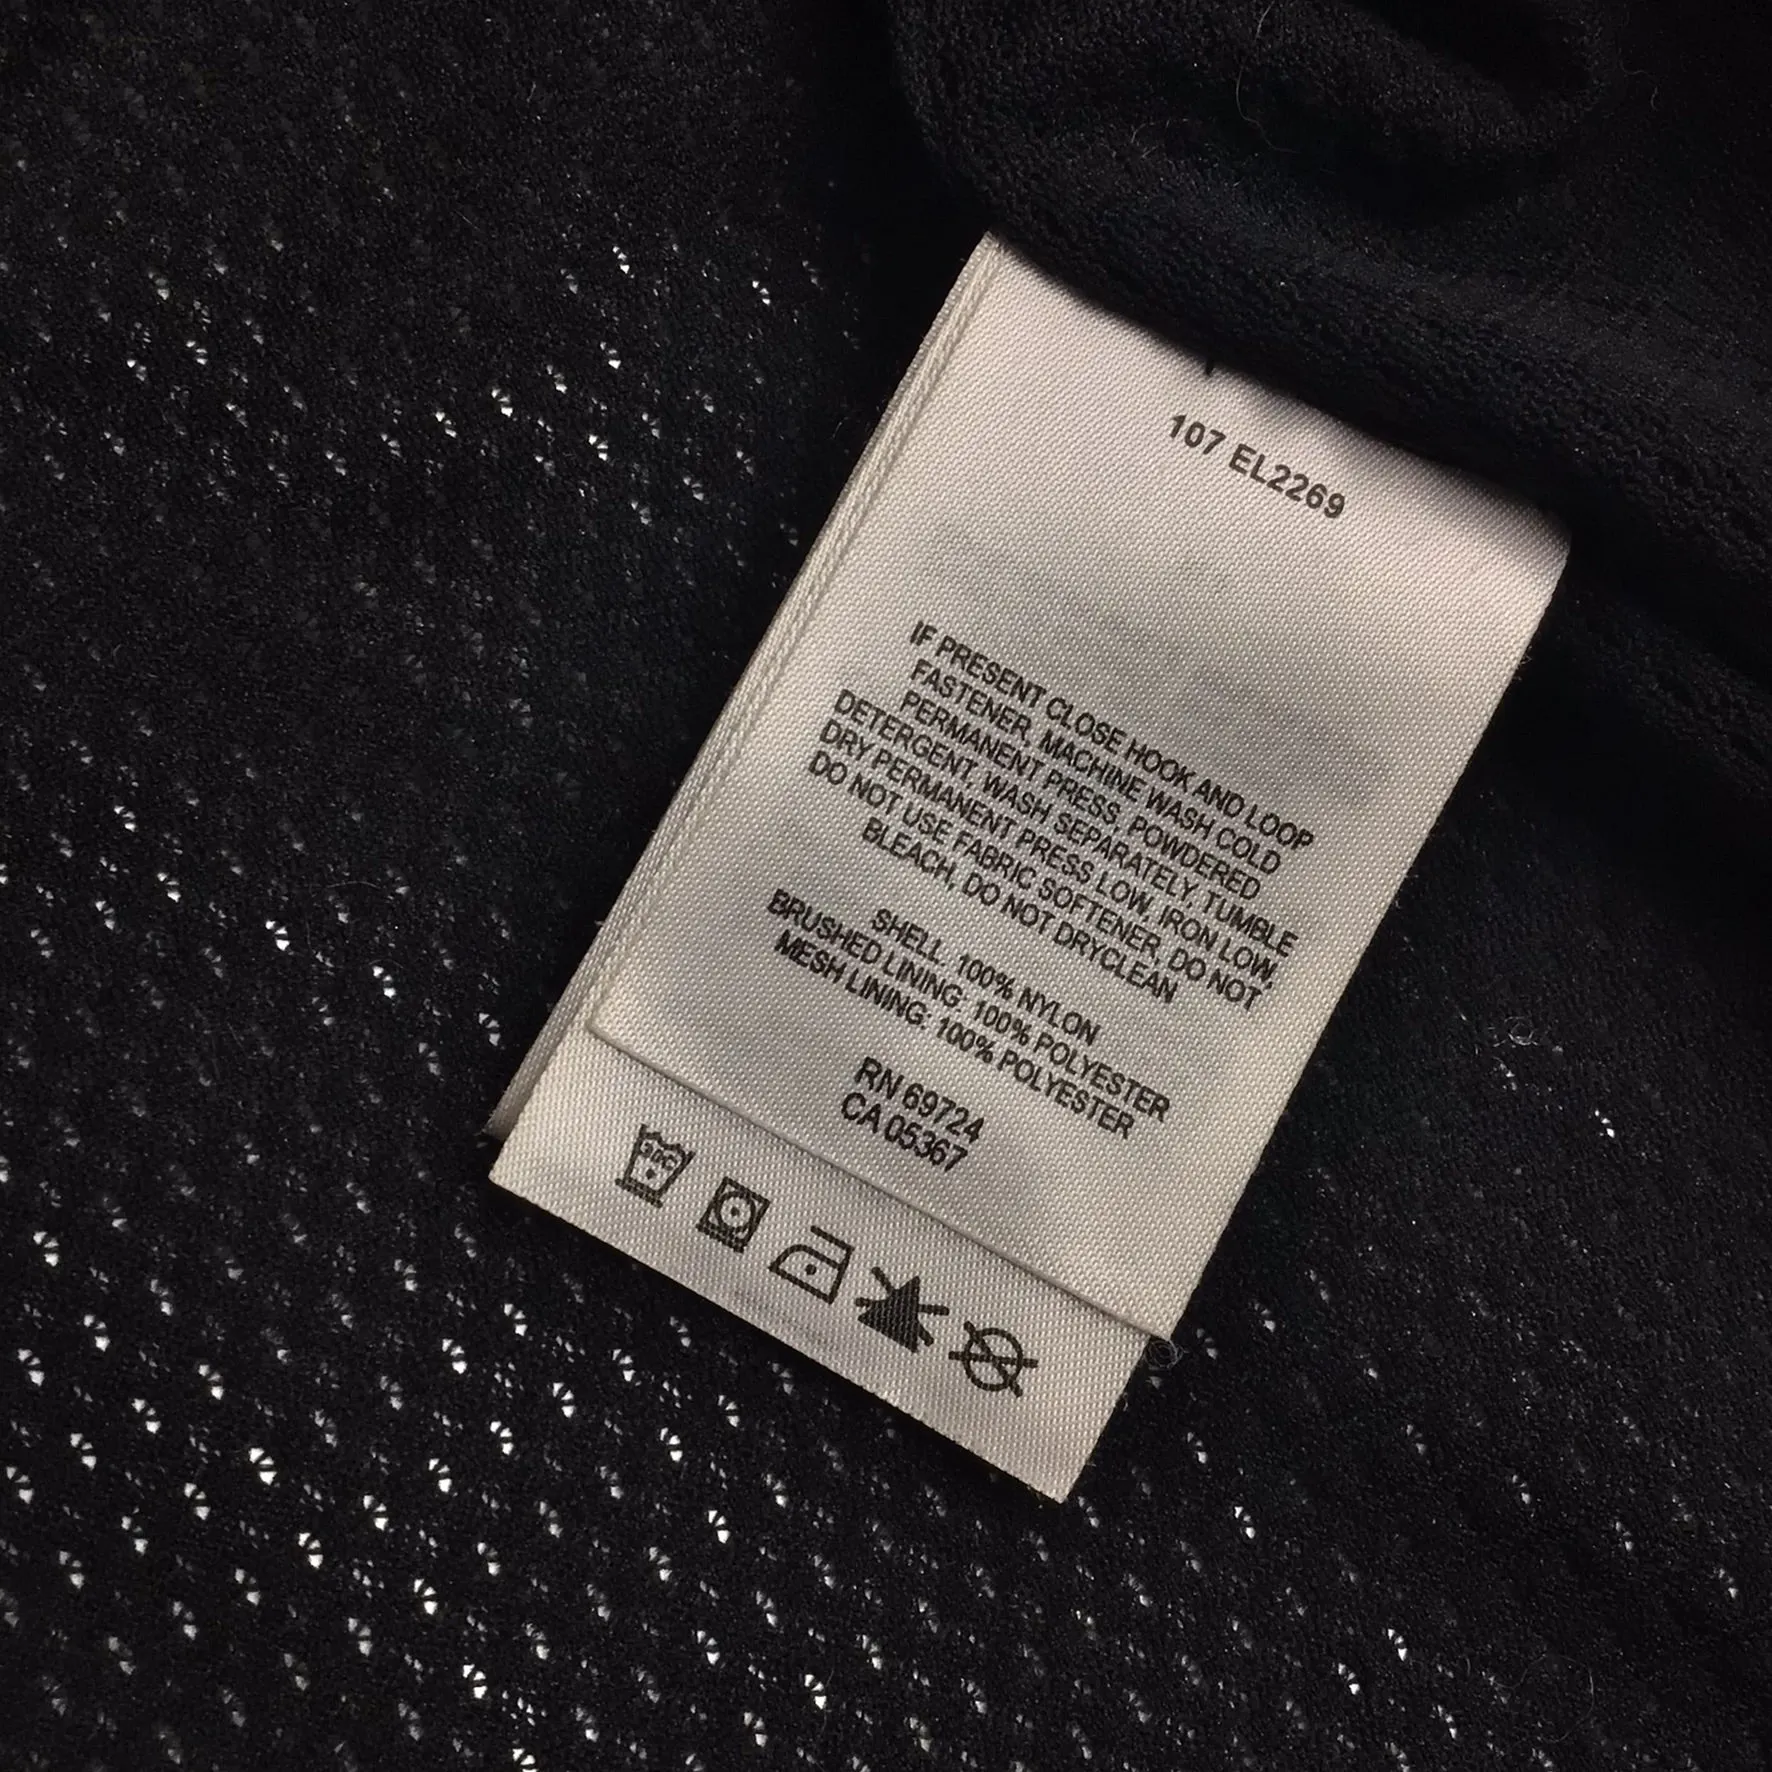 107 EL2269
IF PRESENT CLOSE HOOK AND LOOP
FASTENER, MACHINE WASH COLD
PERMANENT PRESS, POWDERED
DETERGENT, WASH SEPARATELY, TUMBLE
DRY PERMANENT PRESS LOW, IRON LOW,
DO NOT USE FABRIC SOFTENER, DO NOT
BLEACH, DO NOT DRYCLEAN
SHELL: 100% NYLON
BRUSHED LINING: 100% POLYESTER
MESH LINING: 100% POLYESTER
RN 69724
CA 05367
30C